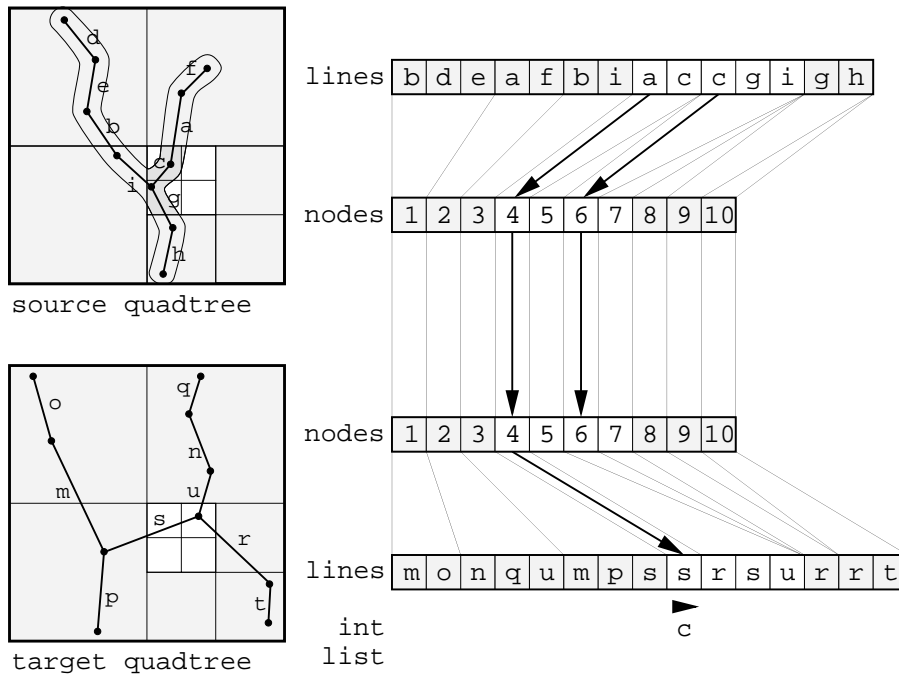 d
f
e
b
a
c
i
g
h
source quadtree
lines b d e a f b i a c c g i g h
nodes 1 2 3 4 5 6 7 8 9 10
q
o
n
m
u
s
r
p
t
target quadtree
nodes 1 2 3 4 5 6 7 8 9 10
lines m o n q u m p s s r s u r r t
c
int
list